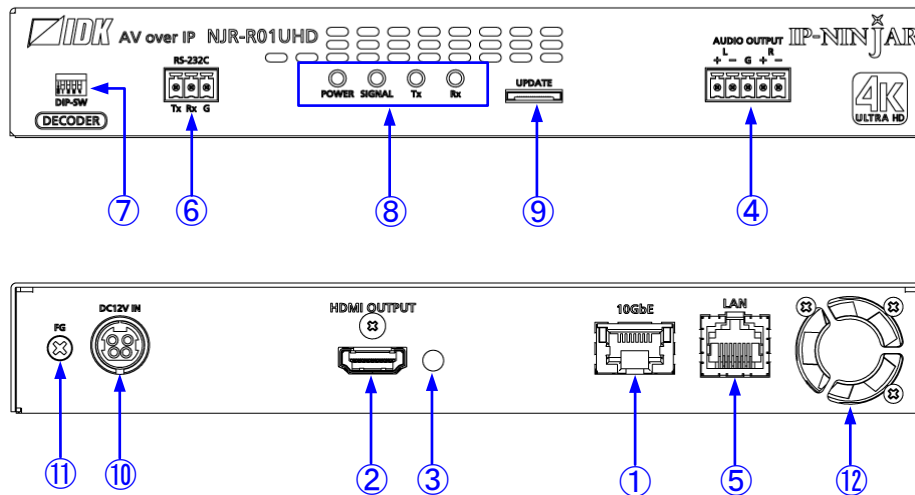 IDK AV over IP NJR-R01UHD
AUDIO OUTPUT
IP-NINJAR
L R
+ - G + -
RS-232C
UPDATE
POWER SIGNAL Tx Rx
DIP-SW
Tx Rx G
DECODER
4K
ULTRA HD
⑦ ⑥ ⑧ ⑨ ④
HDMI OUTPUT
DC12V IN
10GbE
LAN
FG
⑪ ⑩ ② ③ ① ⑤ ⑫